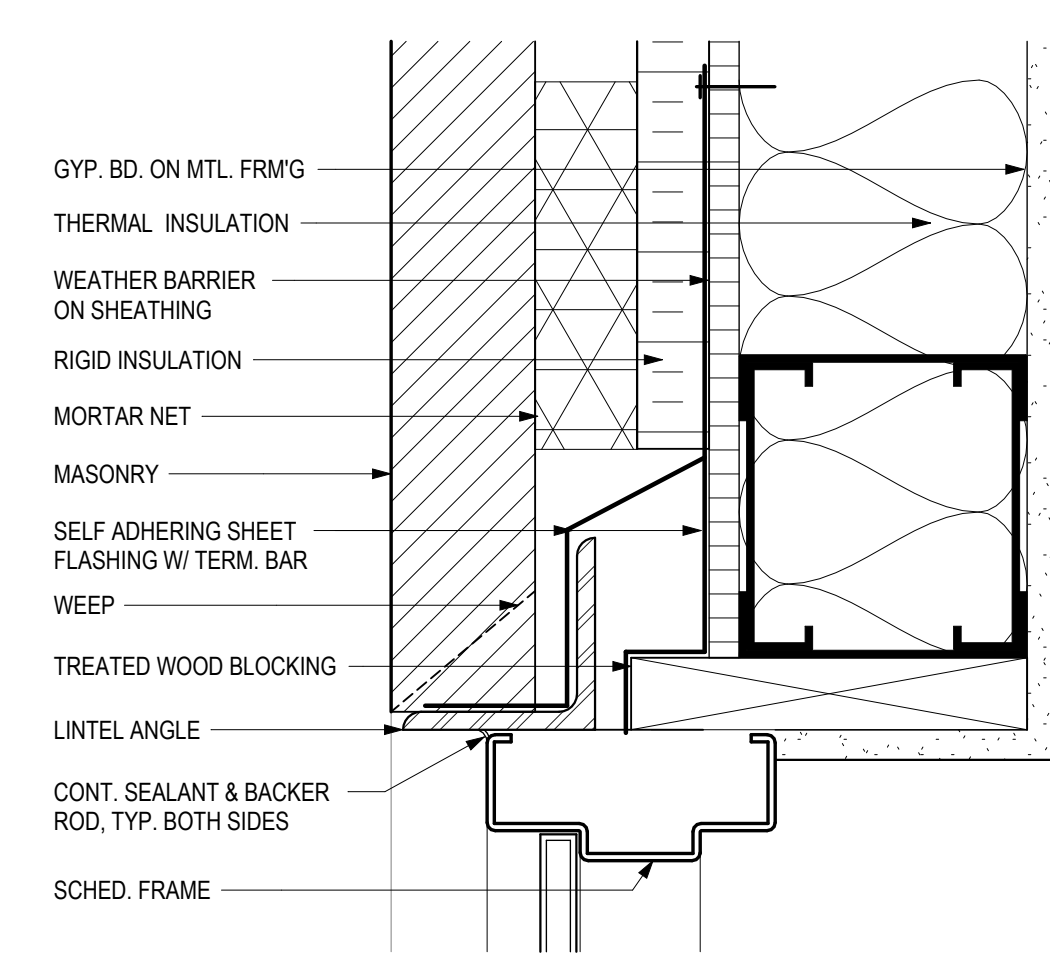 GYP. BD. ON MTL. FRM'G
THERMAL INSULATION
WEATHER BARRIER
ON SHEATHING
RIGID INSULATION
MORTAR NET
MASONRY
SELF ADHERING SHEET
FLASHING W/ TERM. BAR
WEEP
TREATED WOOD BLOCKING
LINTEL ANGLE
CONT. SEALANT & BACKER
ROD, TYP. BOTH SIDES
SCHED. FRAME